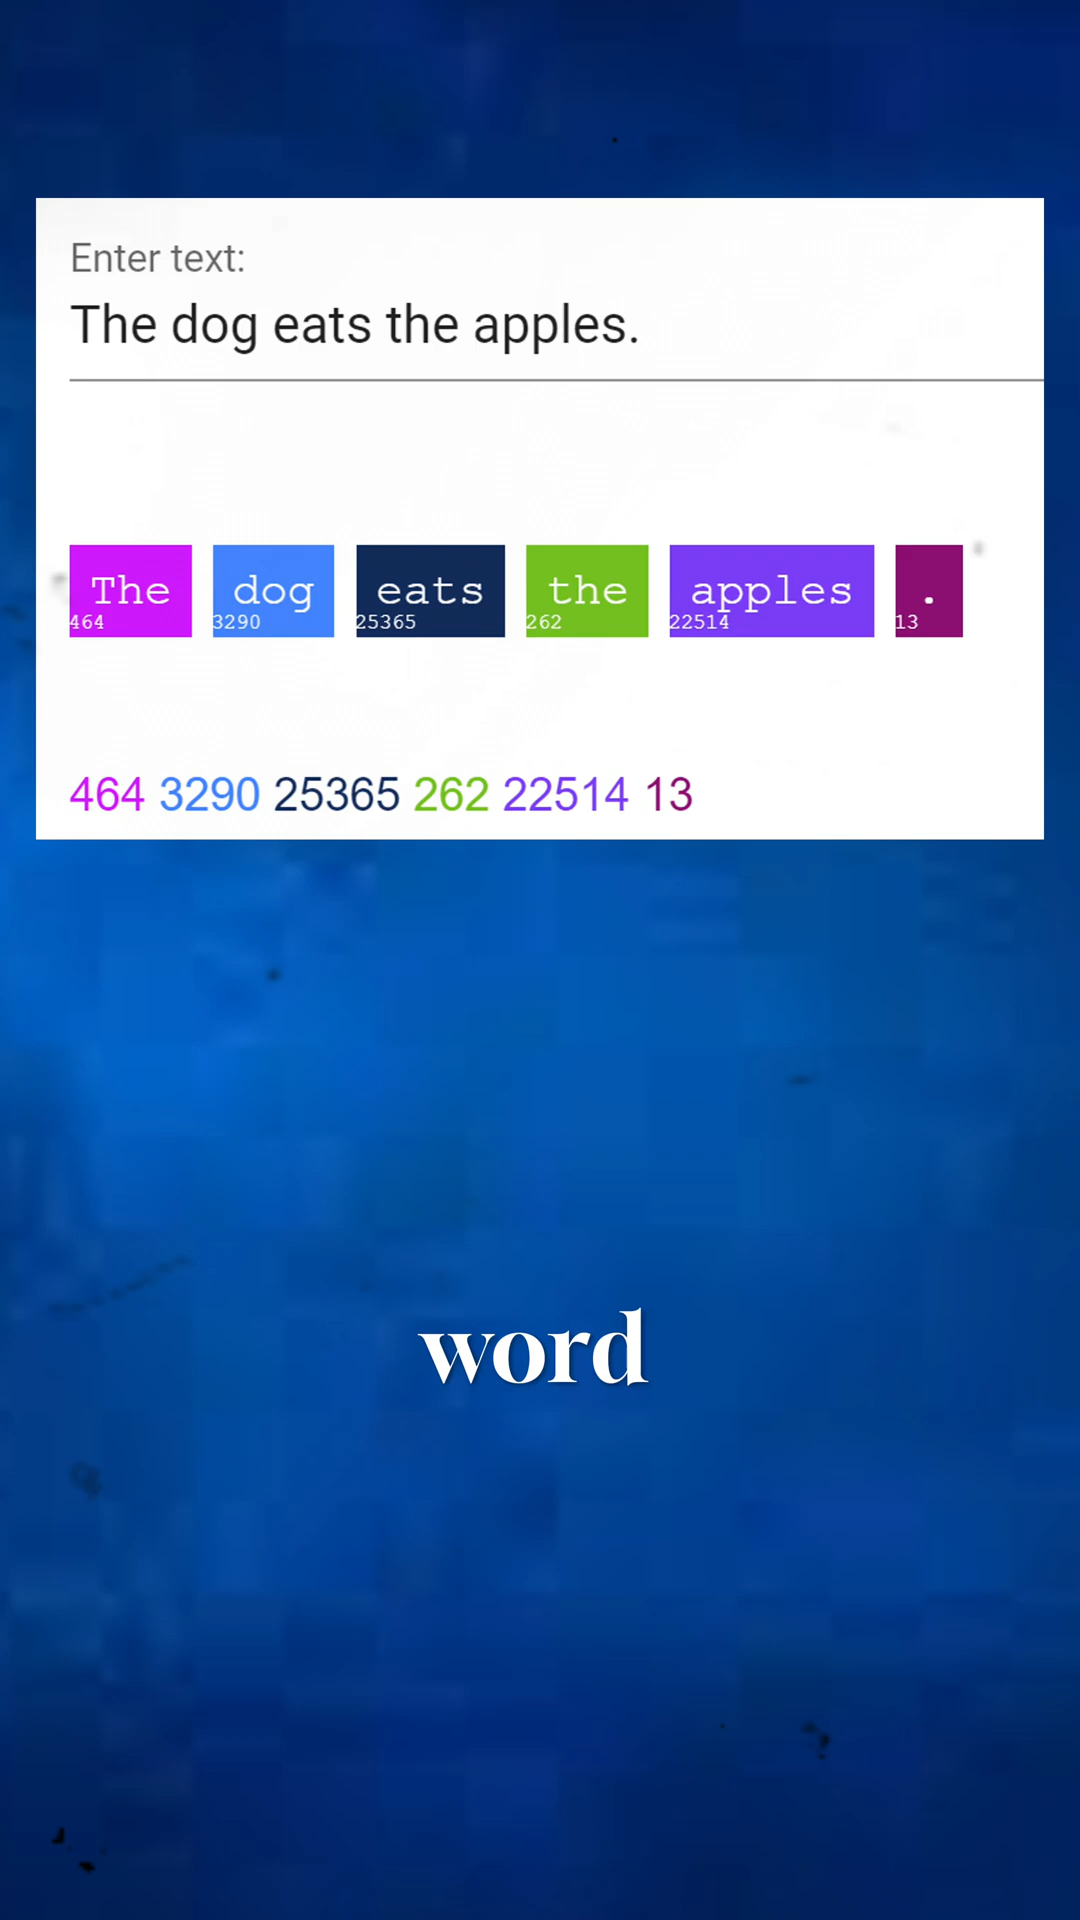 Enter text:
The dog eats the apples.
The dog eats the apples .
464 3290 25365 262 22514 13
464 3290 25365 262 22514 13
word